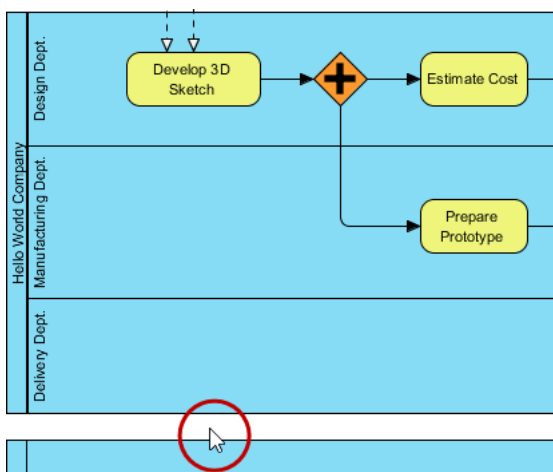 Hello World Company
Design Dept.
Develop 3D
Sketch
Estimate Cost
Manufacturing Dept.
Prepare
Prototype
Delivery Dept.